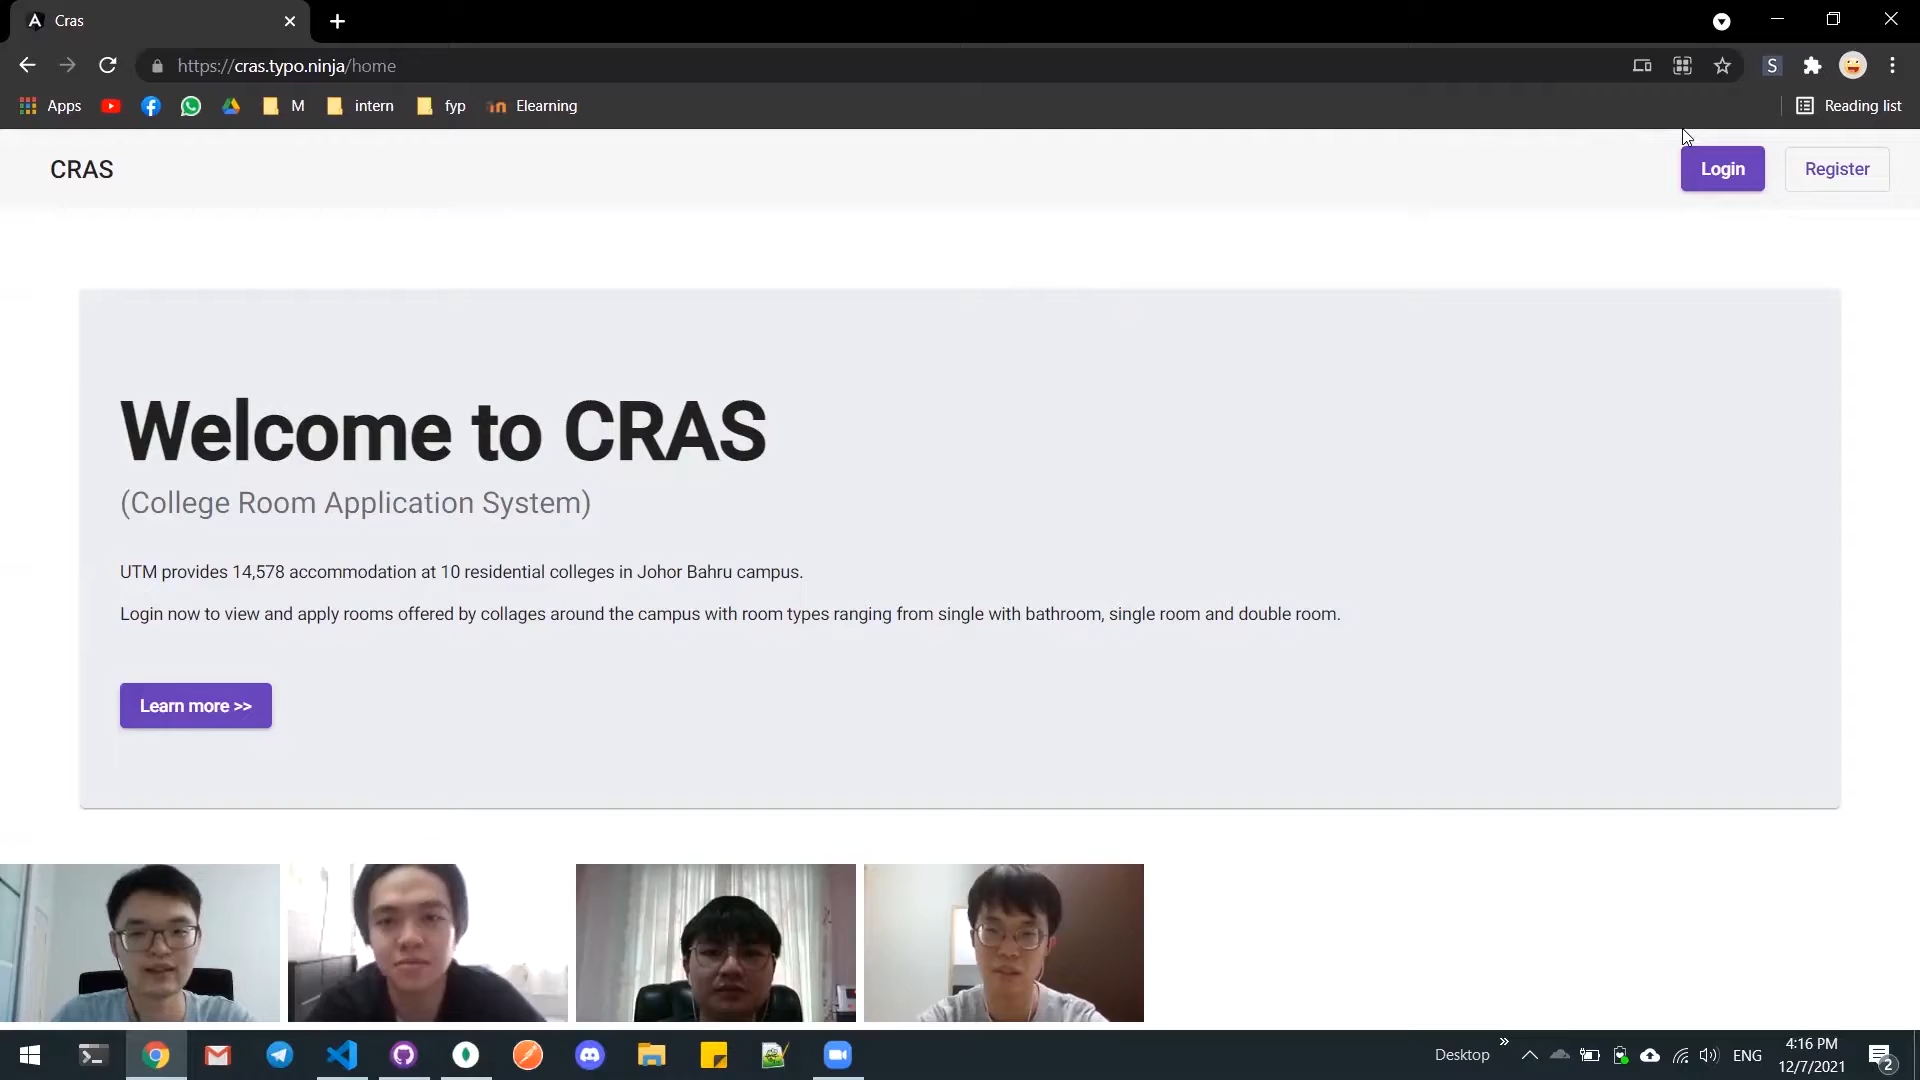 Cras
https://cras.typo.ninja/home
S
Apps
M
intern
fyp
Elearning
Reading list
CRAS
Login
Register
Welcome to CRAS
(College Room Application System)
UTM provides 14,578 accommodation at 10 residential colleges in Johor Bahru campus.
Login now to view and apply rooms offered by collages around the campus with room types ranging from single with bathroom, single room and double room.
Learn more >>
Desktop
ENG
4:16 PM
12/7/2021
2